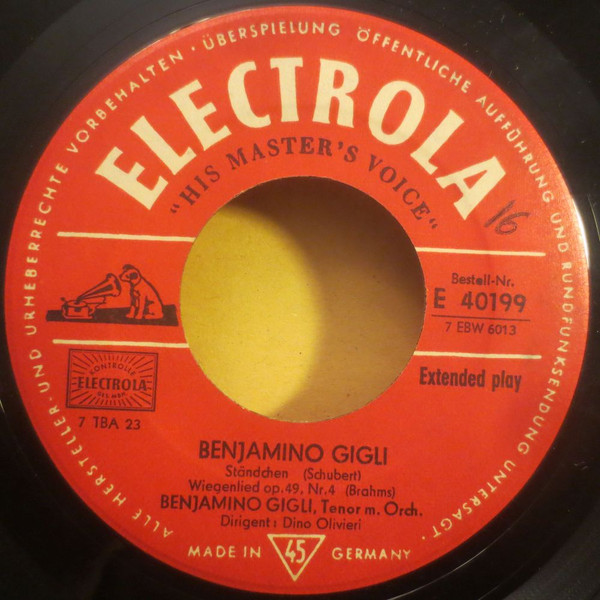 ALLE HERSTELLER- UND URHEBERRECHTE VORBEHALTEN · ÜBERSPIELUNG ÖFFENTLICHE AUFFÜHRUNG UND RUNDFUNKSENDUNG UNTERSAGT ·
ELECTROLA
"HIS MASTER'S VOICE"
16
Bestell-Nr.
E 40199
7 EBW 6013
KONTROLLE
ELECTROLA
Extended play
7 TBA 23
BENJAMINO GIGLI
Ständchen (Schubert)
Wiegenlied op.49, Nr.4 (Brahms)
BENJAMINO GIGLI, Tenor m. Orch.
Dirigent: Dino Olivieri
MADE IN 45 GERMANY